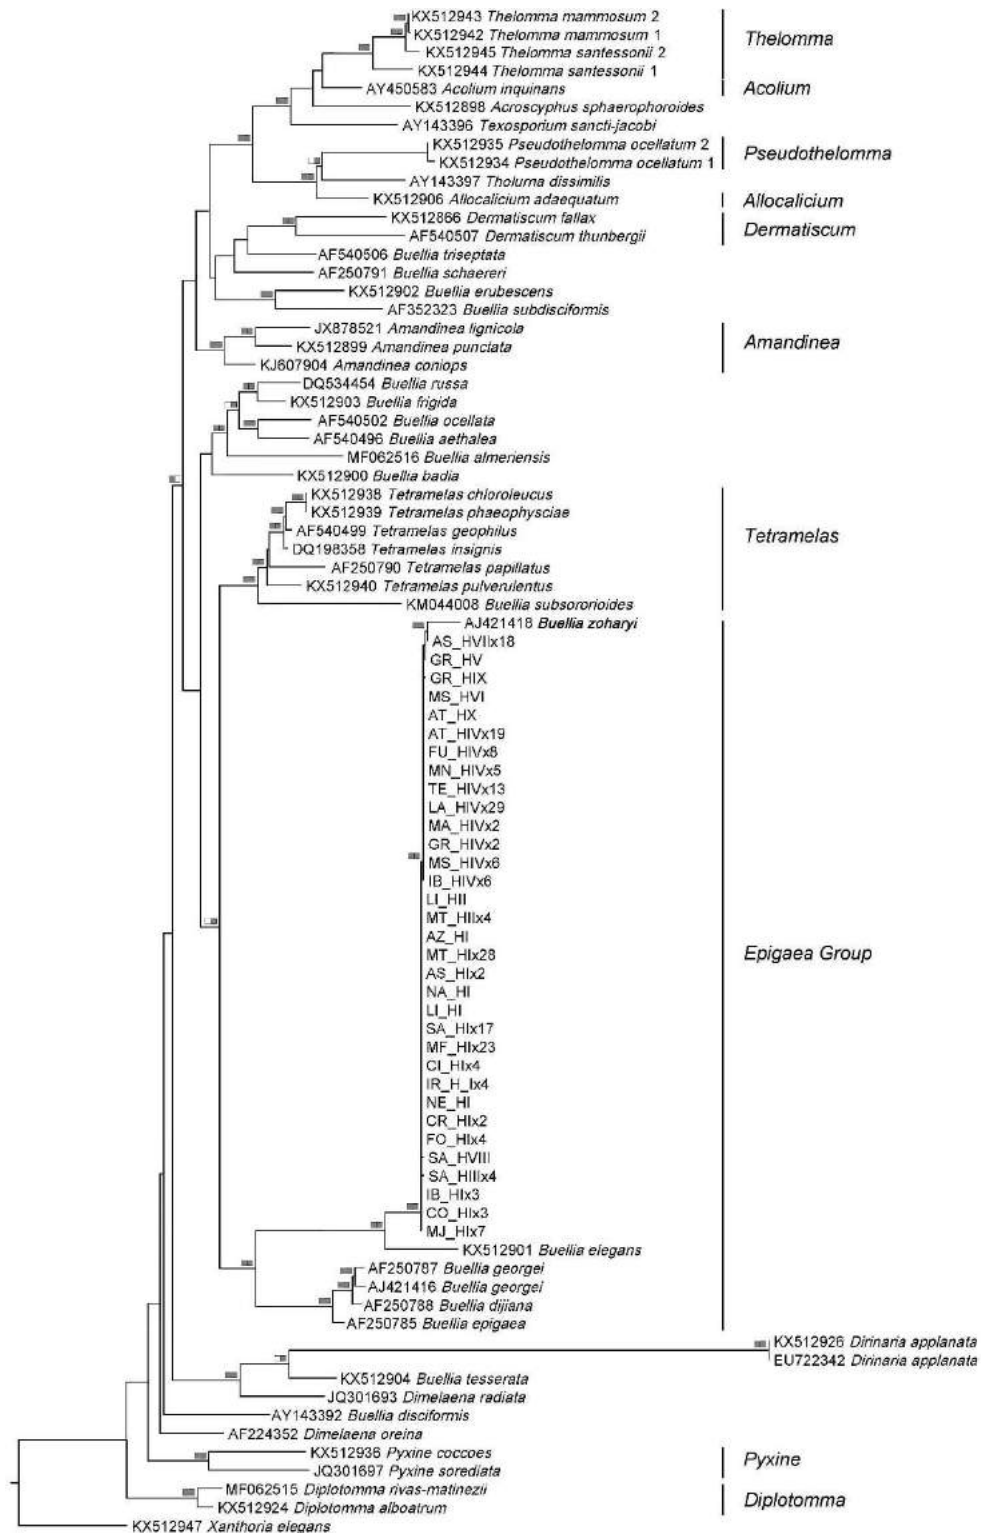 KX512943 Thelomma mammosum 2
KX512942 Thelomma mammosum 1
Thelomma
KX512945 Thelomma santessonii 2
KX512944 Thelomma santessonii 1
AY450583 Acolium inquinans
Acolium
KX512898 Acroscyphus sphaerophoroides
AY143396 Texosporium sancti-jacobi
KX512935 Pseudothelomma ocellatum 2
Pseudothelomma
KX512934 Pseudothelomma ocellatum 1
AY143397 Tholurna dissimilis
KX512906 Allocalicium adaequatum
Allocalicium
KX512866 Dermatiscum fallax
Dermatiscum
AF540507 Dermatiscum thunbergii
AF540506 Buellia triseptata
AF250791 Buellia schaereri
KX512902 Buellia erubescens
AF352323 Buellia subdisciformis
JX878521 Amandinea lignicola
Amandinea
KX512899 Amandinea punctata
KJ607904 Amandinea coniops
DQ534454 Buellia russa
KX512903 Buellia frigida
AF540502 Buellia ocellata
AF540496 Buellia aethalea
MF062516 Buellia almeriensis
KX512900 Buellia badia
KX512938 Tetramelas chloroleucus
KX512939 Tetramelas phaeophysciae
AF540499 Tetramelas geophilus
Tetramelas
DQ198358 Tetramelas insignis
AF250790 Tetramelas papillatus
KX512940 Tetramelas pulverulentus
KM044008 Buellia subsororioides
AJ421418 Buellia zoharyi
AS_HVIIx18
GR_HV
GR_HIX
MS_HVI
AT_HX
AT_HIVx19
FU_HIVx8
MN_HIVx5
TE_HIVx13
LA_HIVx29
MA_HIVx2
GR_HIVx2
MS_HIVx6
IB_HIVx6
LI_HII
MT_HIIx4
AZ_HI
MT_HIx28
Epigaea Group
AS_HIx2
NA_HI
LI_HI
SA_HIx17
MF_HIx23
CI_HIx4
IR_H_Ix4
NE_HI
CR_HIx2
FO_HIx4
SA_HVIII
SA_HIIIx4
IB_HIx3
CO_HIx3
MJ_HIx7
KX512901 Buellia elegans
AF250787 Buellia georgei
AJ421416 Buellia georgei
AF250788 Buellia dijiana
AF250785 Buellia epigaea
KX512926 Dirinaria applanata
EU722342 Dirinaria applanata
KX512904 Buellia tesserata
JQ301693 Dimelaena radiata
AY143392 Buellia disciformis
AF224352 Dimelaena oreina
KX512936 Pyxine coccoes
Pyxine
JQ301697 Pyxine sorediata
MF062515 Diplotomma rivas-matinezii
Diplotomma
KX512924 Diplotomma alboatrum
KX512947 Xanthoria elegans